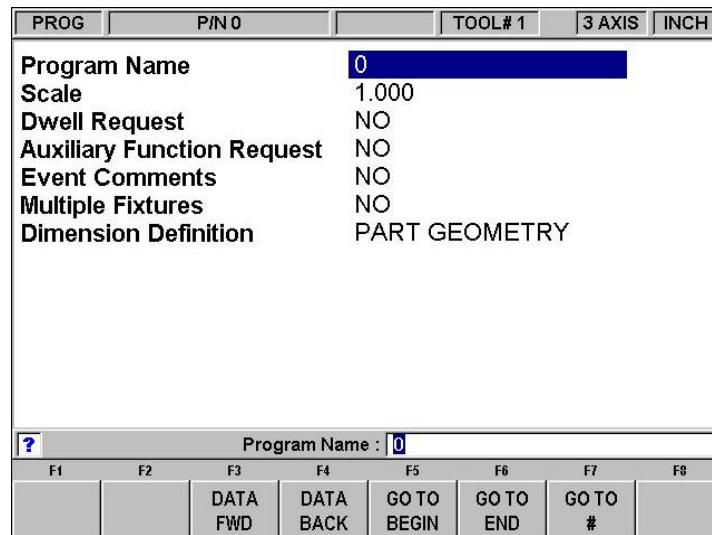 PROG P/N 0 TOOL# 1 3 AXIS INCH
Program Name 0
Scale 1.000
Dwell Request NO
Auxiliary Function Request NO
Event Comments NO
Multiple Fixtures NO
Dimension Definition PART GEOMETRY
? Program Name : 0
F1 F2 F3 F4 F5 F6 F7 F8
DATA DATA GO TO GO TO GO TO
FWD BACK BEGIN END #